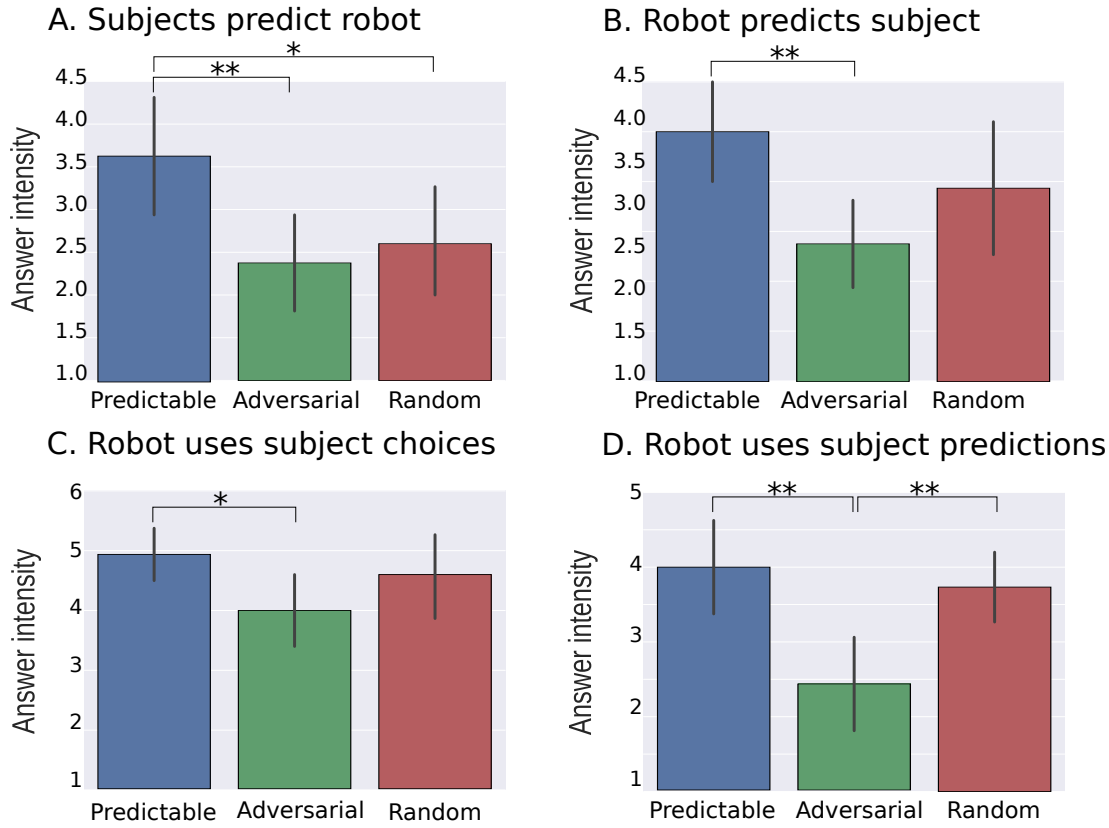 A. Subjects predict robot
*
**
4.5
4.0
3.5
3.0
2.5
2.0
1.5
1.0
Answer intensity
Predictable Adversarial Random
B. Robot predicts subject
**
4.5
4.0
3.5
3.0
2.5
2.0
1.5
1.0
Answer intensity
Predictable Adversarial Random
C. Robot uses subject choices
*
6
5
4
3
2
1
Answer intensity
Predictable Adversarial Random
D. Robot uses subject predictions
** **
5
4
3
2
1
Answer intensity
Predictable Adversarial Random